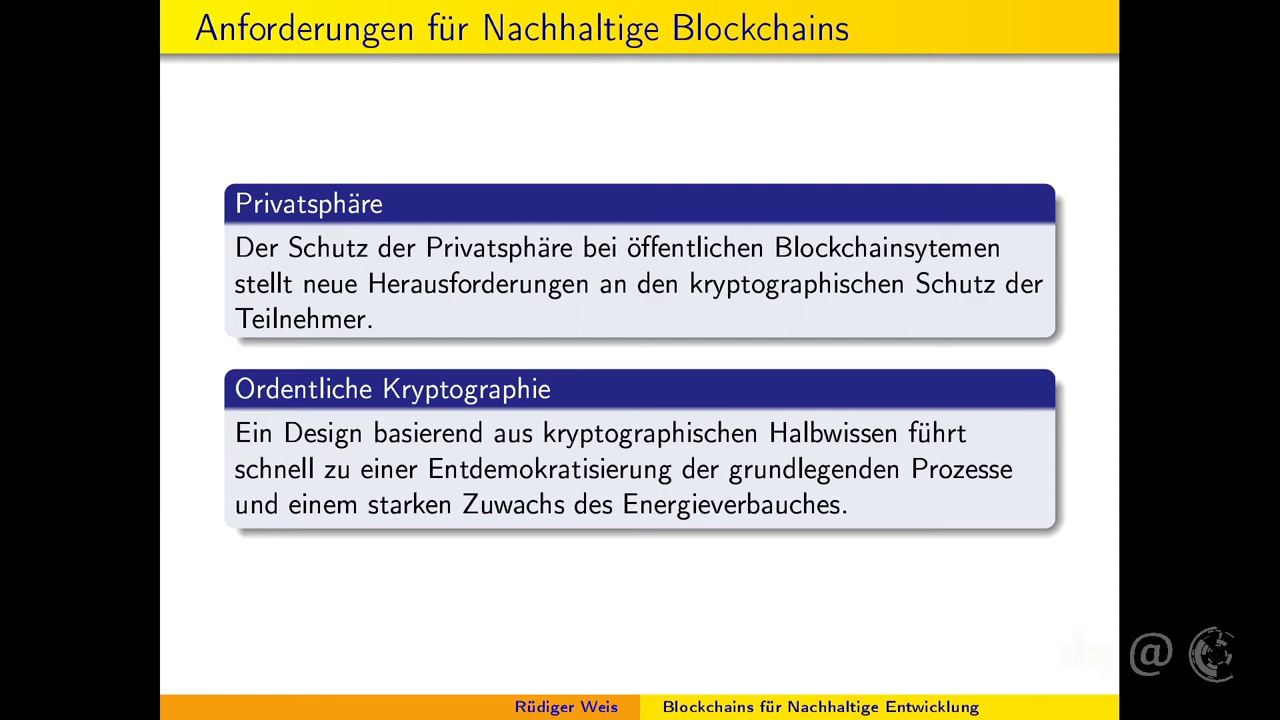 Anforderungen für Nachhaltige Blockchains
Privatsphäre
Der Schutz der Privatsphäre bei öffentlichen Blockchainsytemen
stellt neue Herausforderungen an den kryptographischen Schutz der
Teilnehmer.
Ordentliche Kryptographie
Ein Design basierend aus kryptographischen Halbwissen führt
schnell zu einer Entdemokratisierung der grundlegenden Prozesse
und einem starken Zuwachs des Energieverbauches.
@
Rüdiger Weis
Blockchains für Nachhaltige Entwicklung